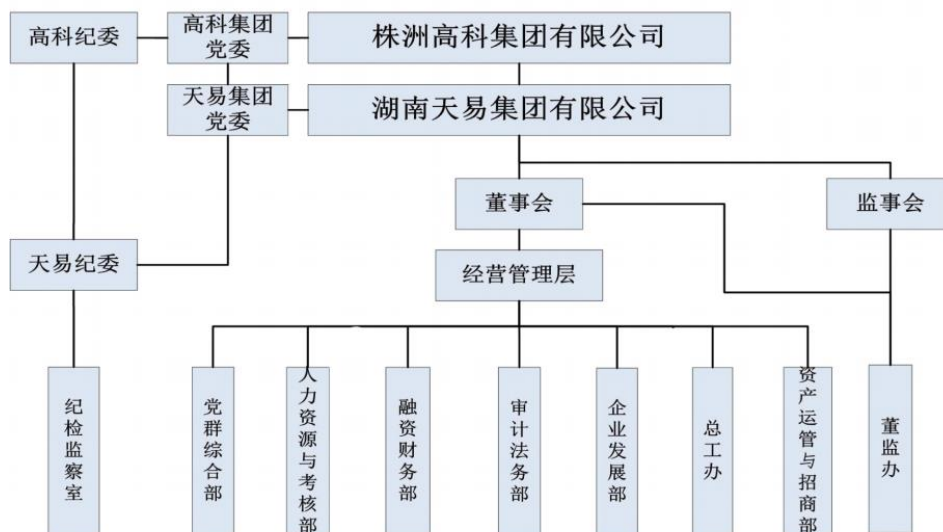 高科纪委
高科集团
党委
株洲高科集团有限公司
天易集团
党委
湖南天易集团有限公司
董事会
监事会
天易纪委
经营管理层
纪检监察室
党群综合部
人力资源与考核部
融资财务部
审计法务部
企业发展部
总工办
资产运管与招商部
董监办